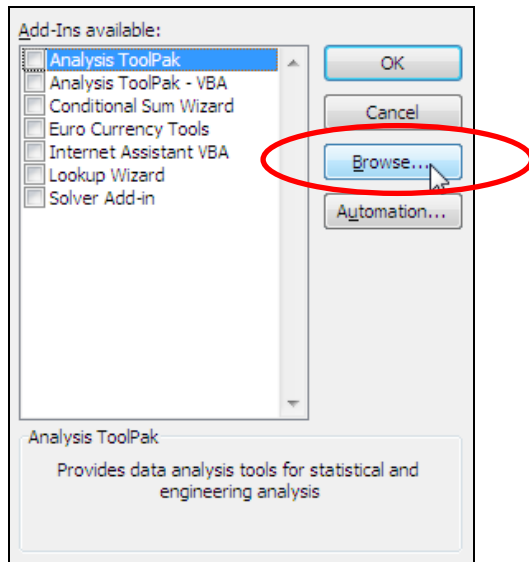 Add-Ins available:
Analysis ToolPak
Analysis ToolPak - VBA
Conditional Sum Wizard
Euro Currency Tools
Internet Assistant VBA
Lookup Wizard
Solver Add-in
OK
Cancel
Browse...
Automation...
Analysis ToolPak
Provides data analysis tools for statistical and
engineering analysis